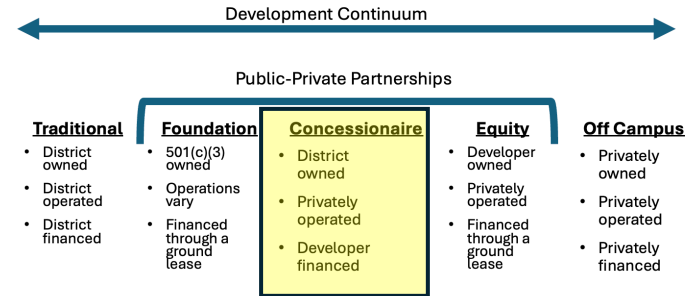 Development Continuum
Public-Private Partnerships
Traditional
• District
owned
• District
operated
• District
financed
Foundation
• 501(c)(3)
owned
• Operations
vary
• Financed
through a
ground
lease
Concessionaire
• District
owned
• Privately
operated
• Developer
financed
Equity
• Developer
owned
• Privately
operated
• Financed
through a
ground
lease
Off Campus
• Privately
owned
• Privately
operated
• Privately
financed